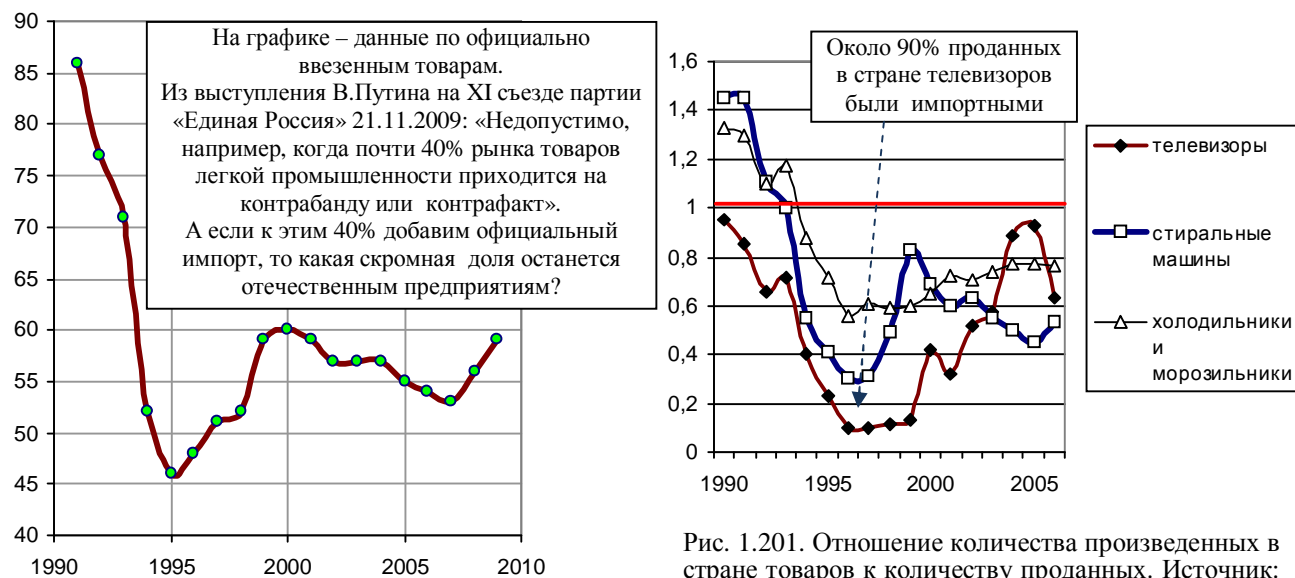 90
85
80
75
70
65
60
55
50
45
40
1990
1995
2000
2005
2010
На графике – данные по официально
ввезенным товарам.
Из выступления В.Путина на XI съезде партии
«Единая Россия» 21.11.2009: «Недопустимо,
например, когда почти 40% рынка товаров
легкой промышленности приходится на
контрабанду или контрафакт».
А если к этим 40% добавим официальный
импорт, то какая скромная доля останется
отечественным предприятиям?
Около 90% проданных
в стране телевизоров
были импортными
1,6
1,4
1,2
1
0,8
0,6
0,4
0,2
0
1990
1995
2000
2005
телевизоры
стиральные
машины
холодильники
и
морозильники
Рис. 1.201. Отношение количества произведенных в
стране товаров к количеству проданных. Источник: